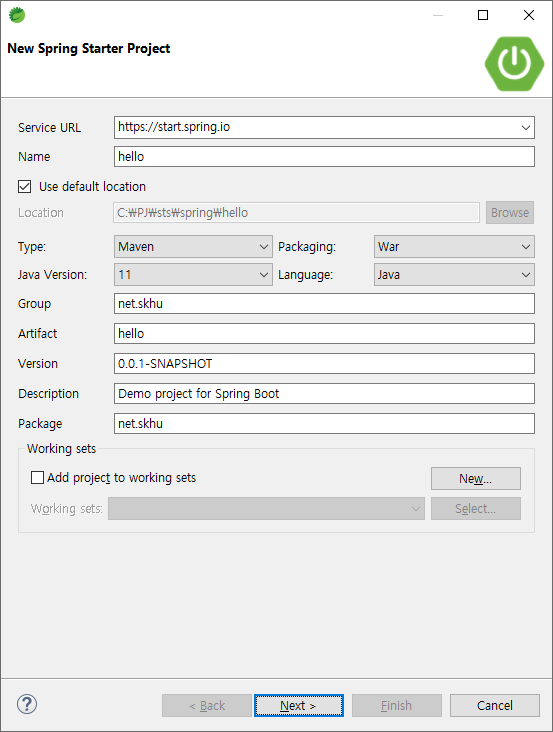 New Spring Starter Project
Service URL https://start.spring.io
Name hello
Use default location
Location C:₩PJ₩sts₩spring₩hello Browse
Type: Maven Packaging: War
Java Version: 11 Language: Java
Group net.skhu
Artifact hello
Version 0.0.1-SNAPSHOT
Description Demo project for Spring Boot
Package net.skhu
Working sets
Add project to working sets New...
Working sets: Select...
? < Back Next > Finish Cancel